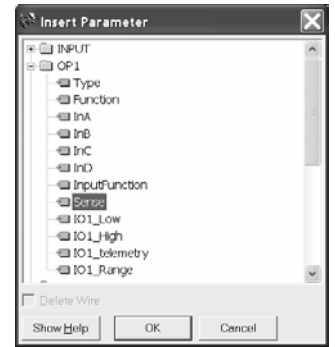 Insert Parameter
INPUT
OP1
Type
Function
InA
InB
InC
InD
InputFunction
Sense
IO1_Low
IO1_High
IO1_telemetry
IO1_Range
Delete Wire
Show Help
OK
Cancel